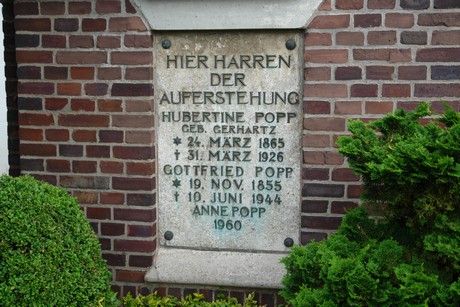 HIER HARREN
DER
AUFERSTEHUNG
HUBERTINE POPP
GEB. GERHARTZ
* 24. MÄRZ 1865
† 31. MÄRZ 1926
GOTTFRIED POPP
* 19. NOV. 1855
† 10. JUNI 1944
ANNE POPP
1960